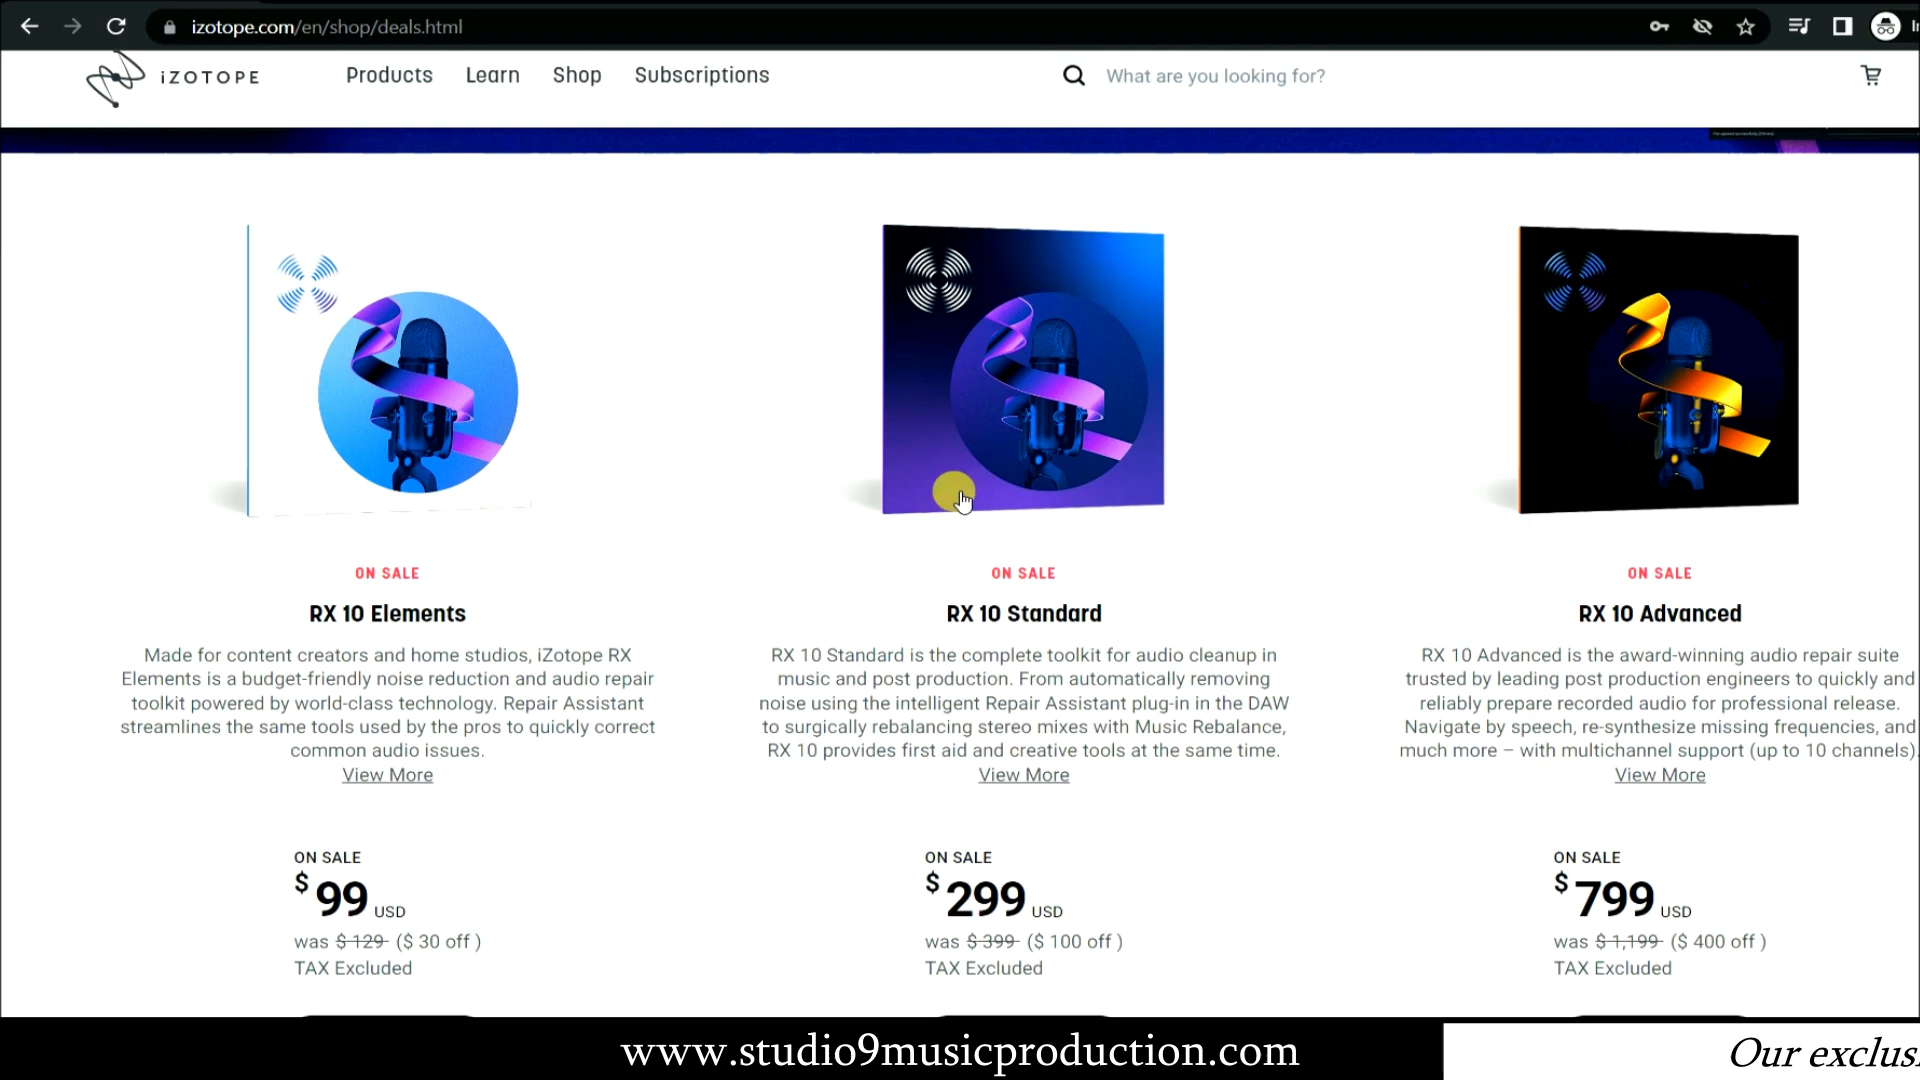 izotope.com/en/shop/deals.html
iZOTOPE
Products
Learn
Shop
Subscriptions
What are you looking for?
ON SALE
RX 10 Elements
Made for content creators and home studios, iZotope RX
Elements is a budget-friendly noise reduction and audio repair
toolkit powered by world-class technology. Repair Assistant
streamlines the same tools used by the pros to quickly correct
common audio issues.
View More
ON SALE
$ 99 USD
was $ 129 ($ 30 off )
TAX Excluded
ON SALE
RX 10 Standard
RX 10 Standard is the complete toolkit for audio cleanup in
music and post production. From automatically removing
noise using the intelligent Repair Assistant plug-in in the DAW
to surgically rebalancing stereo mixes with Music Rebalance,
RX 10 provides first aid and creative tools at the same time.
View More
ON SALE
$ 299 USD
was $ 399 ($ 100 off )
TAX Excluded
ON SALE
RX 10 Advanced
RX 10 Advanced is the award-winning audio repair suite
trusted by leading post production engineers to quickly and
reliably prepare recorded audio for professional release.
Navigate by speech, re-synthesize missing frequencies, and
much more – with multichannel support (up to 10 channels).
View More
ON SALE
$ 799 USD
was $ 1,199 ($ 400 off )
TAX Excluded
www.studio9musicproduction.com
Our exclus